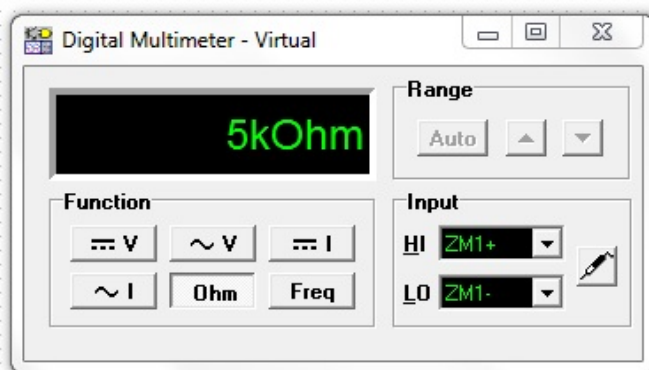 Digital Multimeter - Virtual
5kOhm
Range
Auto
Function
V
~ V
I
~ I
Ohm
Freq
Input
HI ZM1+
LO ZM1-